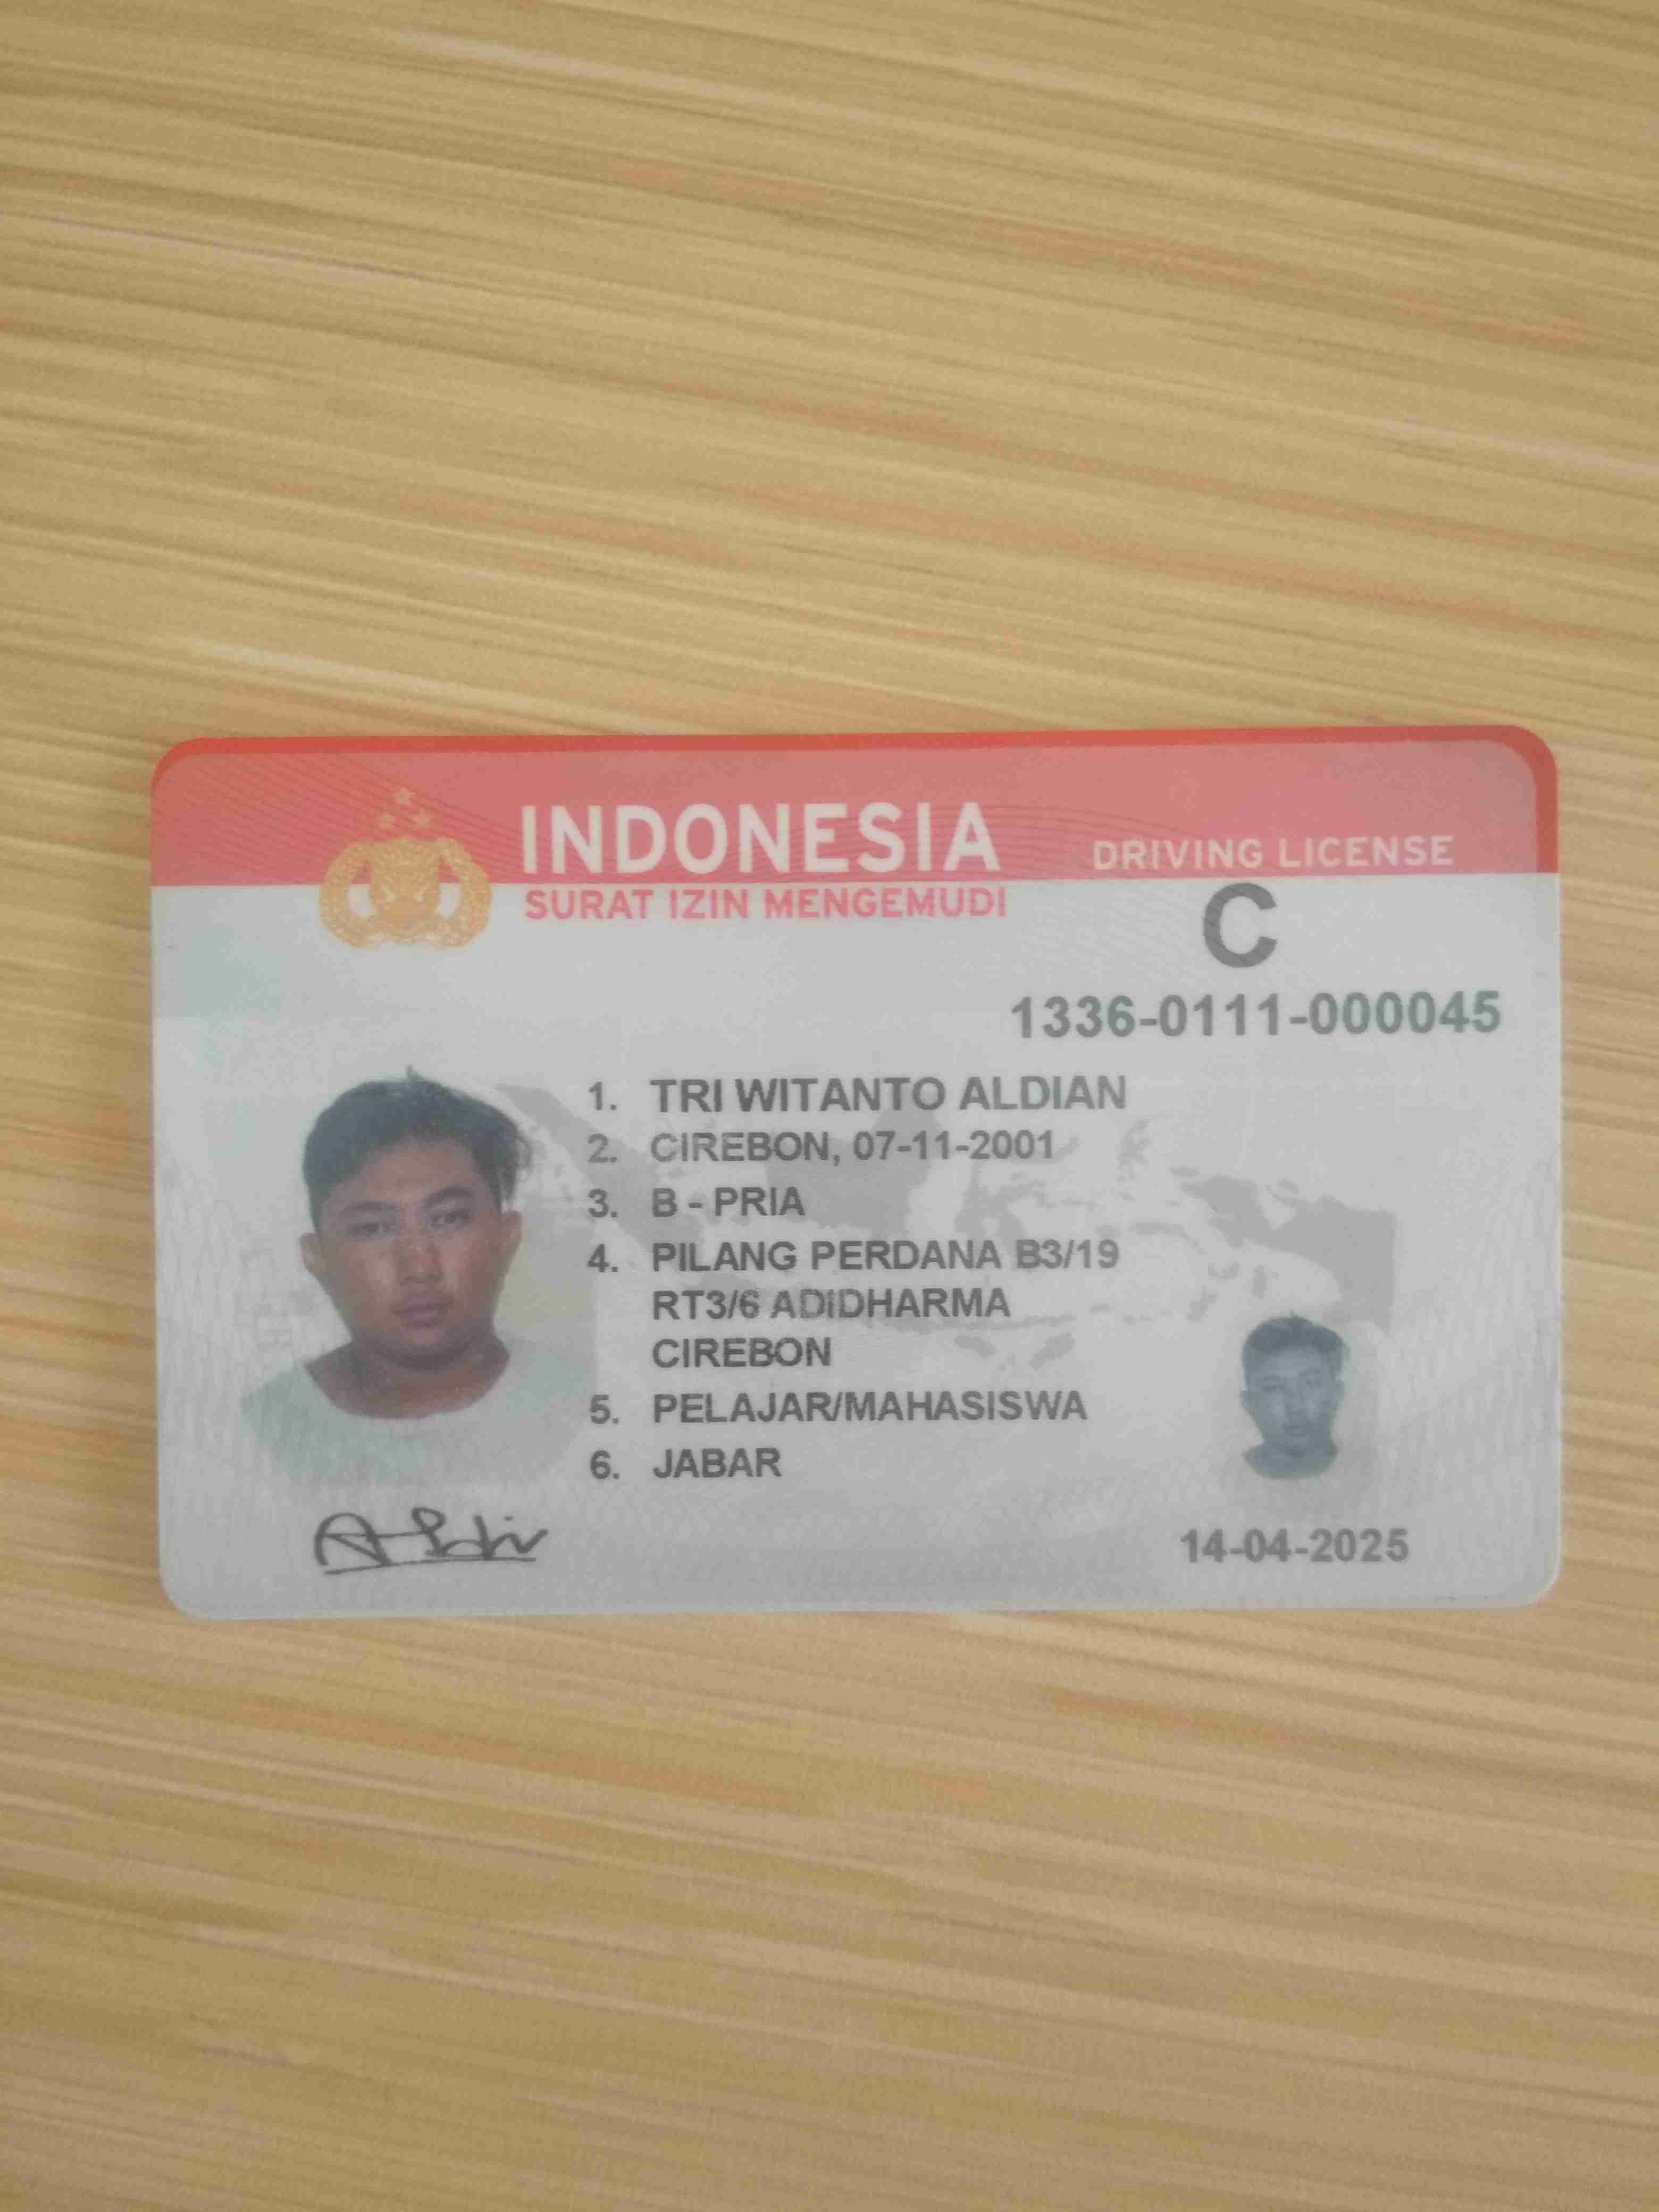 INDONESIA
SURAT IZIN MENGEMUDI
DRIVING LICENSE
C
1336-0111-000045
1. TRI WITANTO ALDIAN
2. CIREBON, 07-11-2001
3. B - PRIA
4. PILANG PERDANA B3/19
RT3/6 ADIDHARMA
CIREBON
5. PELAJAR/MAHASISWA
6. JABAR
14-04-2025